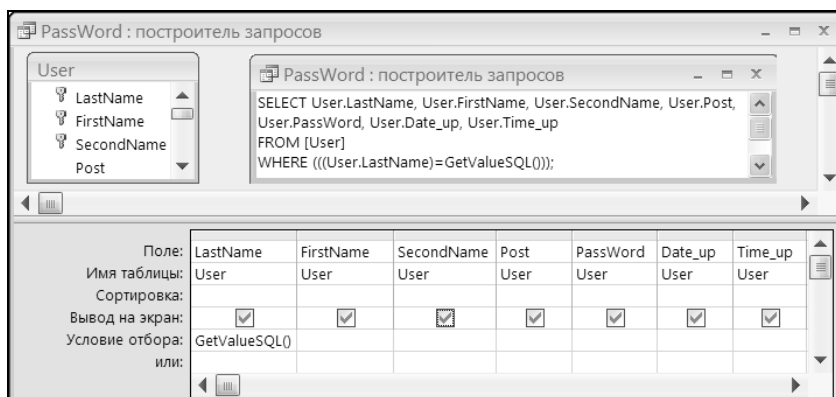 PassWord : построитель запросов
User
LastName
FirstName
SecondName
Post
PassWord : построитель запросов
SELECT User.LastName, User.FirstName, User.SecondName, User.Post,
User.PassWord, User.Date_up, User.Time_up
FROM [User]
WHERE (((User.LastName)=GetValueSQL()));
Поле: LastName FirstName SecondName Post PassWord Date_up Time_up
Имя таблицы: User User User User User User User
Сортировка:
Вывод на экран:
Условие отбора: GetValueSQL()
или: